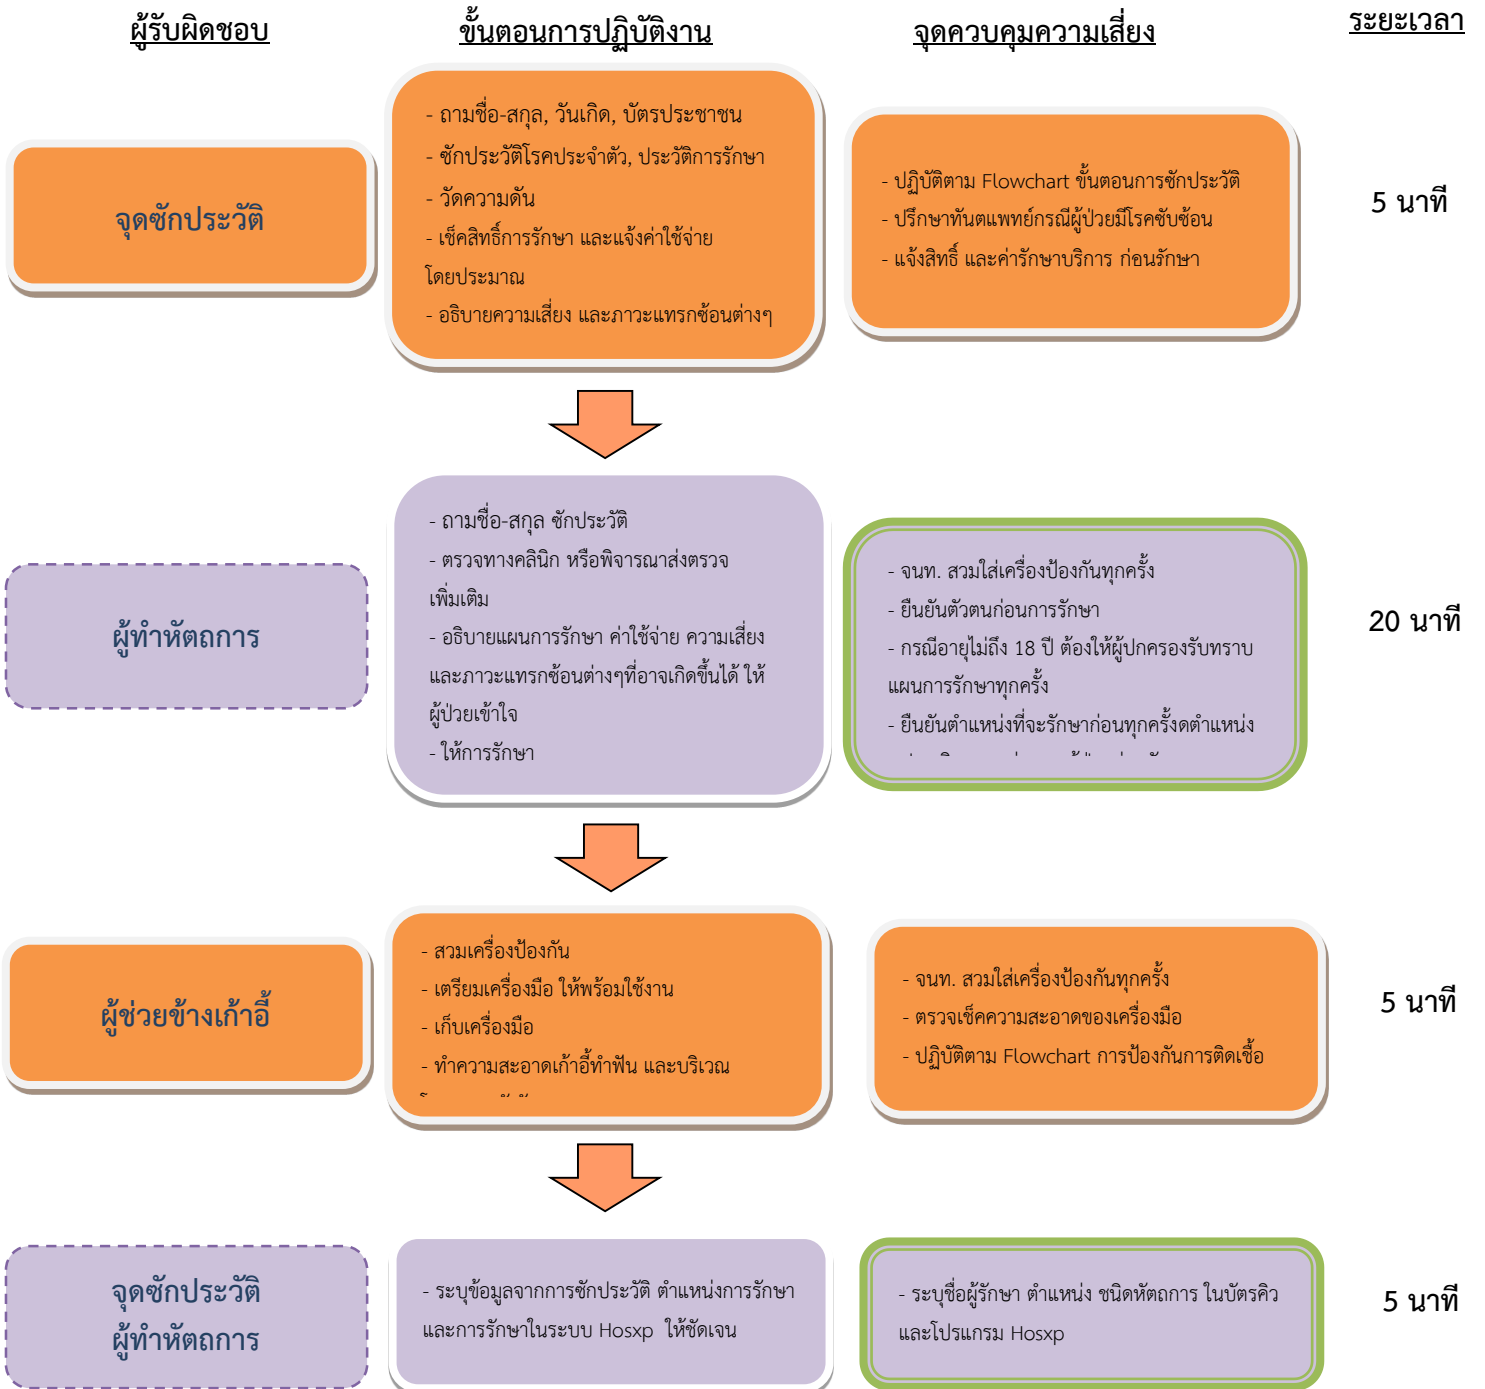 ผู้รับผิดชอบ
ขั้นตอนการปฏิบัติงาน
จุดควบคุมความเสี่ยง
ระยะเวลา
จุดซักประวัติ
- ถามชื่อ-สกุล, วันเกิด, บัตรประชาชน
- ซักประวัติโรคประจำตัว, ประวัติการรักษา
- วัดความดัน
- เช็คสิทธิ์การรักษา และแจ้งค่าใช้จ่าย
โดยประมาณ
- อธิบายความเสี่ยง และภาวะแทรกซ้อนต่างๆ
- ปฏิบัติตาม Flowchart ขั้นตอนการซักประวัติ
- ปรึกษาทันตแพทย์กรณีผู้ป่วยมีโรคซับซ้อน
- แจ้งสิทธิ์ และค่ารักษาบริการ ก่อนรักษา
5 นาที
ผู้ทำหัตถการ
- ถามชื่อ-สกุล ซักประวัติ
- ตรวจทางคลินิก หรือพิจารณาส่งตรวจ
เพิ่มเติม
- อธิบายแผนการรักษา ค่าใช้จ่าย ความเสี่ยง
และภาวะแทรกซ้อนต่างๆที่อาจเกิดขึ้นได้ ให้
ผู้ป่วยเข้าใจ
- ให้การรักษา
- จนท. สวมใส่เครื่องป้องกันทุกครั้ง
- ยืนยันตัวตนก่อนการรักษา
- กรณีอายุไม่ถึง 18 ปี ต้องให้ผู้ปกครองรับทราบ
แผนการรักษาทุกครั้ง
- ยืนยันตำแหน่งที่จะรักษาก่อนทุกครั้งดตำแหน่ง
20 นาที
ผู้ช่วยข้างเก้าอี้
- สวมเครื่องป้องกัน
- เตรียมเครื่องมือ ให้พร้อมใช้งาน
- เก็บเครื่องมือ
- ทำความสะอาดเก้าอี้ทำฟัน และบริเวณ
- จนท. สวมใส่เครื่องป้องกันทุกครั้ง
- ตรวจเช็คความสะอาดของเครื่องมือ
- ปฏิบัติตาม Flowchart การป้องกันการติดเชื้อ
5 นาที
จุดซักประวัติ
ผู้ทำหัตถการ
- ระบุข้อมูลจากการซักประวัติ ตำแหน่งการรักษา
และการรักษาในระบบ Hosxp ให้ชัดเจน
- ระบุชื่อผู้รักษา ตำแหน่ง ชนิดหัตถการ ในบัตรคิว
และโปรแกรม Hosxp
5 นาที